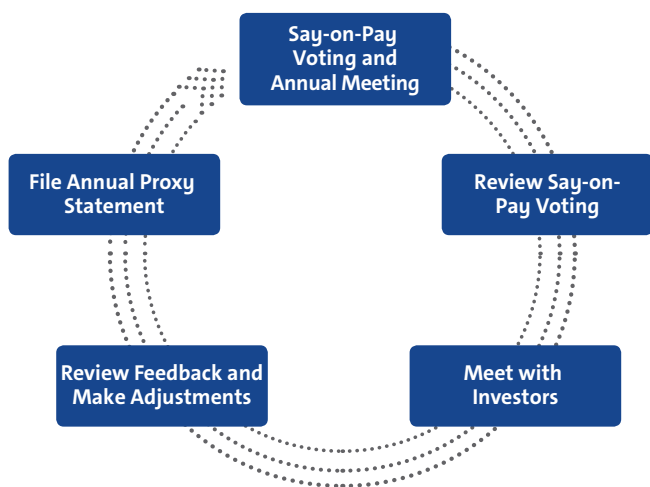 Say-on-Pay
Voting and
Annual Meeting
Review Say-on-
Pay Voting
Meet with
Investors
Review Feedback and
Make Adjustments
File Annual Proxy
Statement